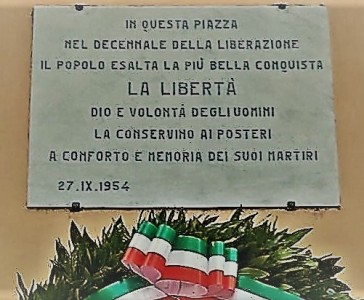 IN QUESTA PIAZZA
NEL DECENNALE DELLA LIBERAZIONE
IL POPOLO ESALTA LA PIÙ BELLA CONQUISTA
LA LIBERTÀ
DIO E VOLONTÀ DEGLI UOMINI
LA CONSERVINO AI POSTERI
A CONFORTO E MEMORIA DEI SUOI MARTIRI
27.IX.1954